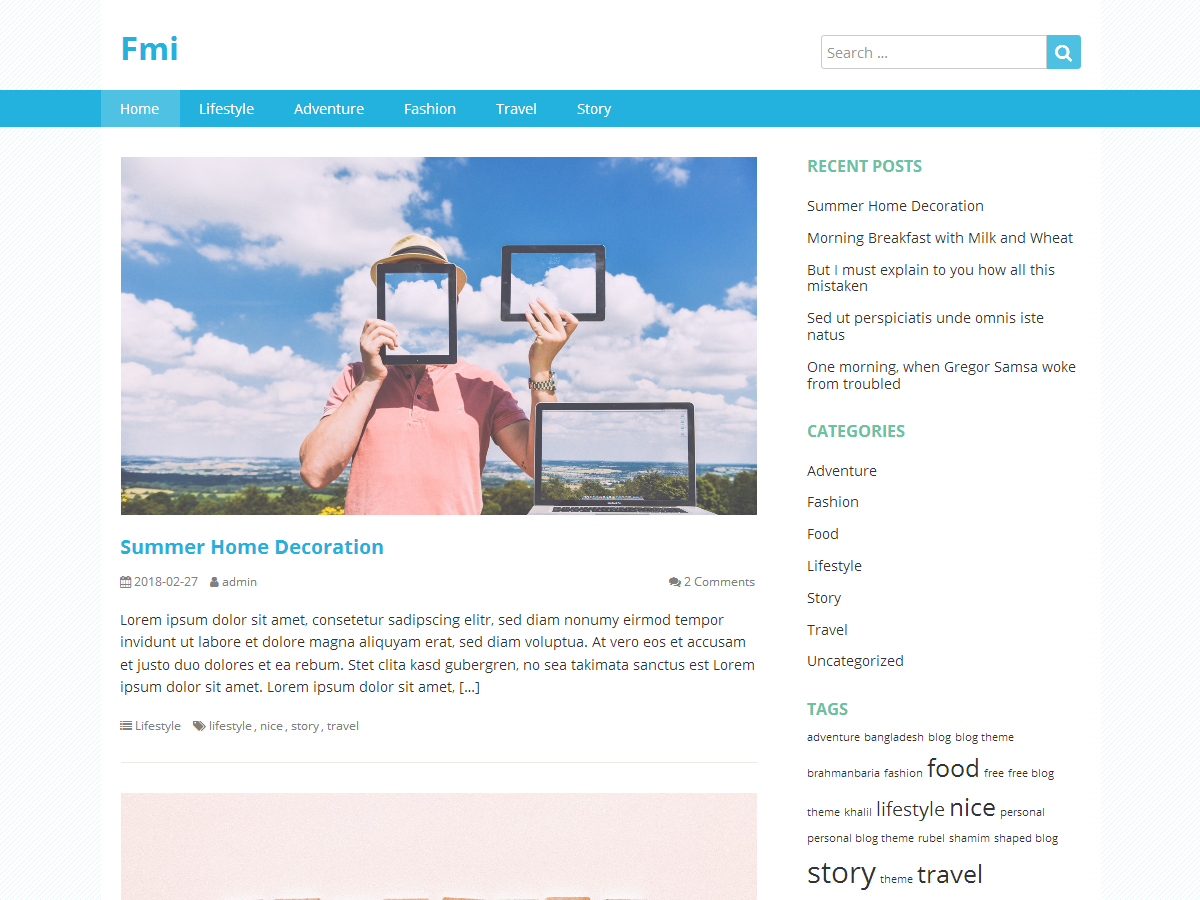 Fmi
Search ...
Home Lifestyle Adventure Fashion Travel Story
Summer Home Decoration
2018-02-27 admin 2 Comments
Lorem ipsum dolor sit amet, consetetur sadipscing elitr, sed diam nonumy eirmod tempor
invidunt ut labore et dolore magna aliquyam erat, sed diam voluptua. At vero eos et accusam
et justo duo dolores et ea rebum. Stet clita kasd gubergren, no sea takimata sanctus est Lorem
ipsum dolor sit amet. Lorem ipsum dolor sit amet, [...]
Lifestyle lifestyle, nice, story, travel
RECENT POSTS
Summer Home Decoration
Morning Breakfast with Milk and Wheat
But I must explain to you how all this
mistaken
Sed ut perspiciatis unde omnis iste
natus
One morning, when Gregor Samsa woke
from troubled
CATEGORIES
Adventure
Fashion
Food
Lifestyle
Story
Travel
Uncategorized
TAGS
adventure bangladesh blog blog theme
brahmanbaria fashion food free free blog
theme khalil lifestyle nice personal
personal blog theme rubel shamim shaped blog
story theme travel